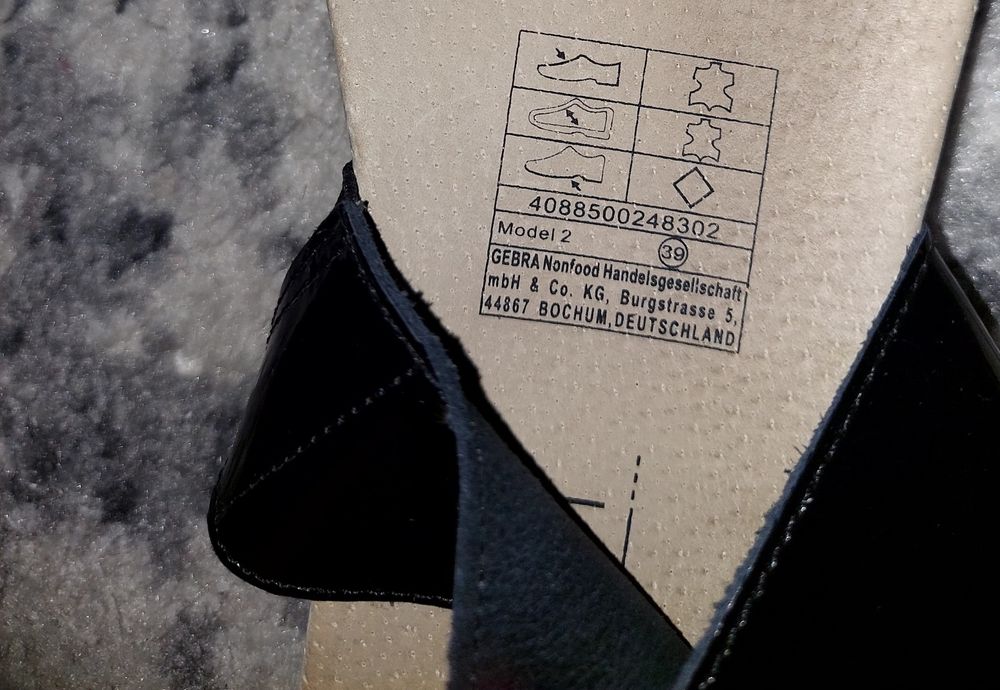 4088500248302
Model 2 39
GEBRA Nonfood Handelsgesellschaft
mbH & Co. KG, Burgstrasse 5,
44867 BOCHUM,DEUTSCHLAND